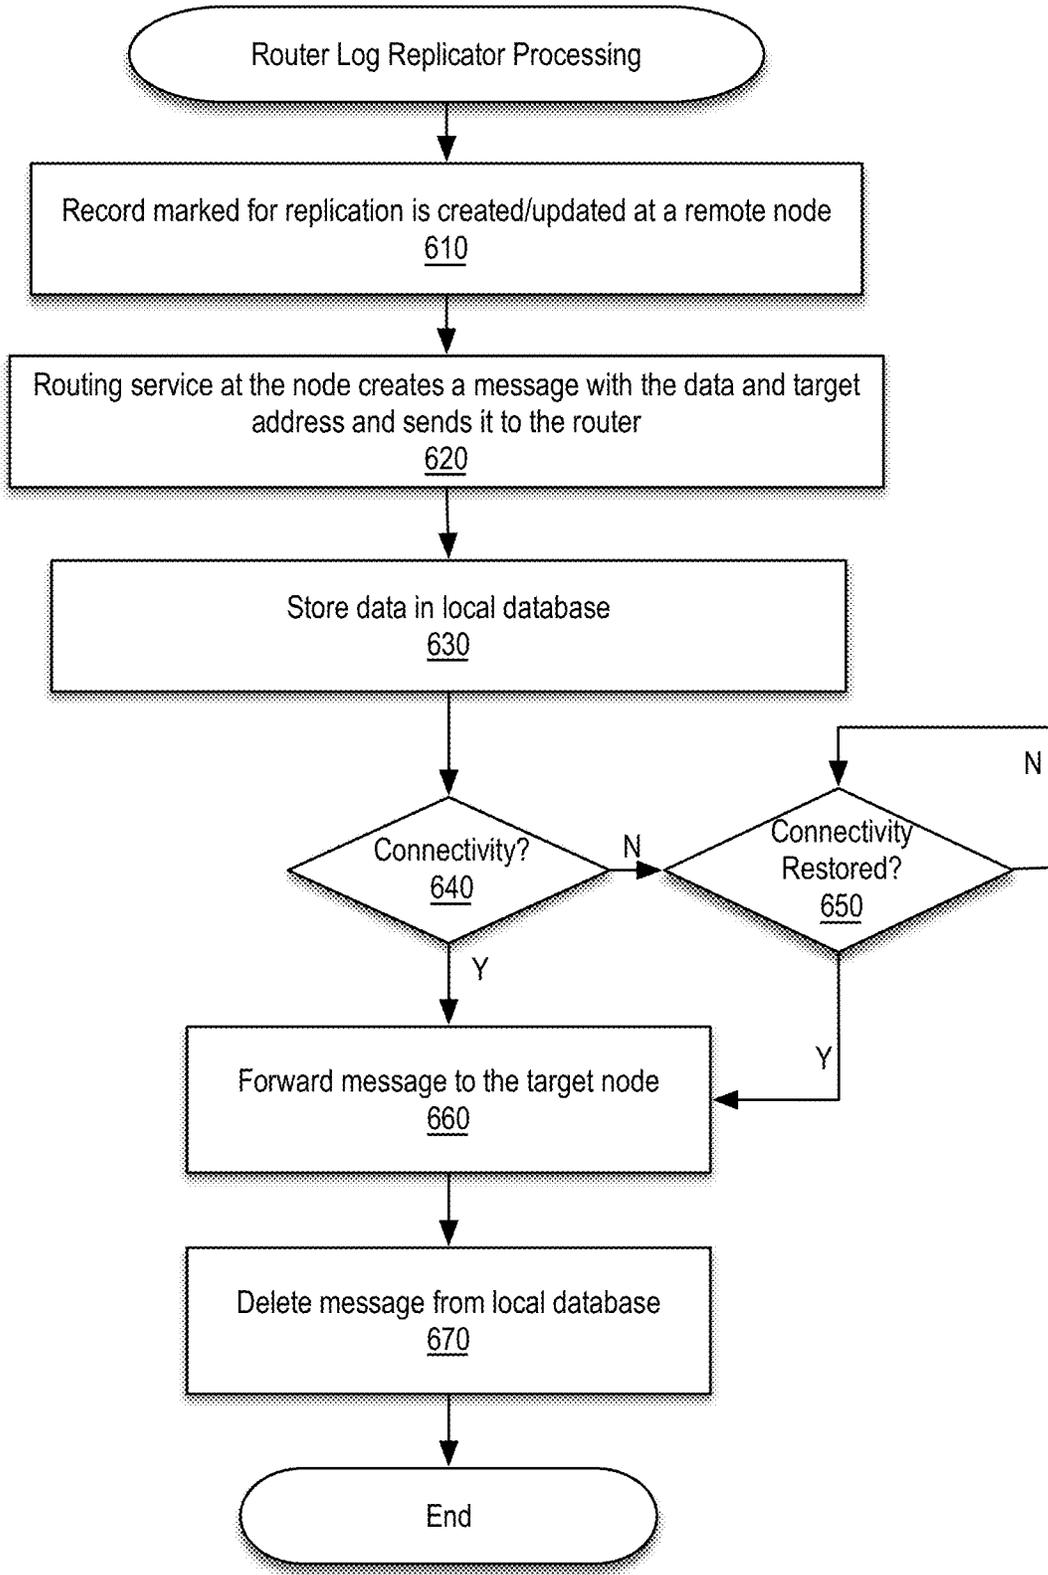 Router Log Replicator Processing
Record marked for replication is created/updated at a remote node
610
Routing service at the node creates a message with the data and target
address and sends it to the router
620
Store data in local database
630
Connectivity?
640
N
Connectivity
Restored?
650
N
Y
Y
Forward message to the target node
660
Delete message from local database
670
End